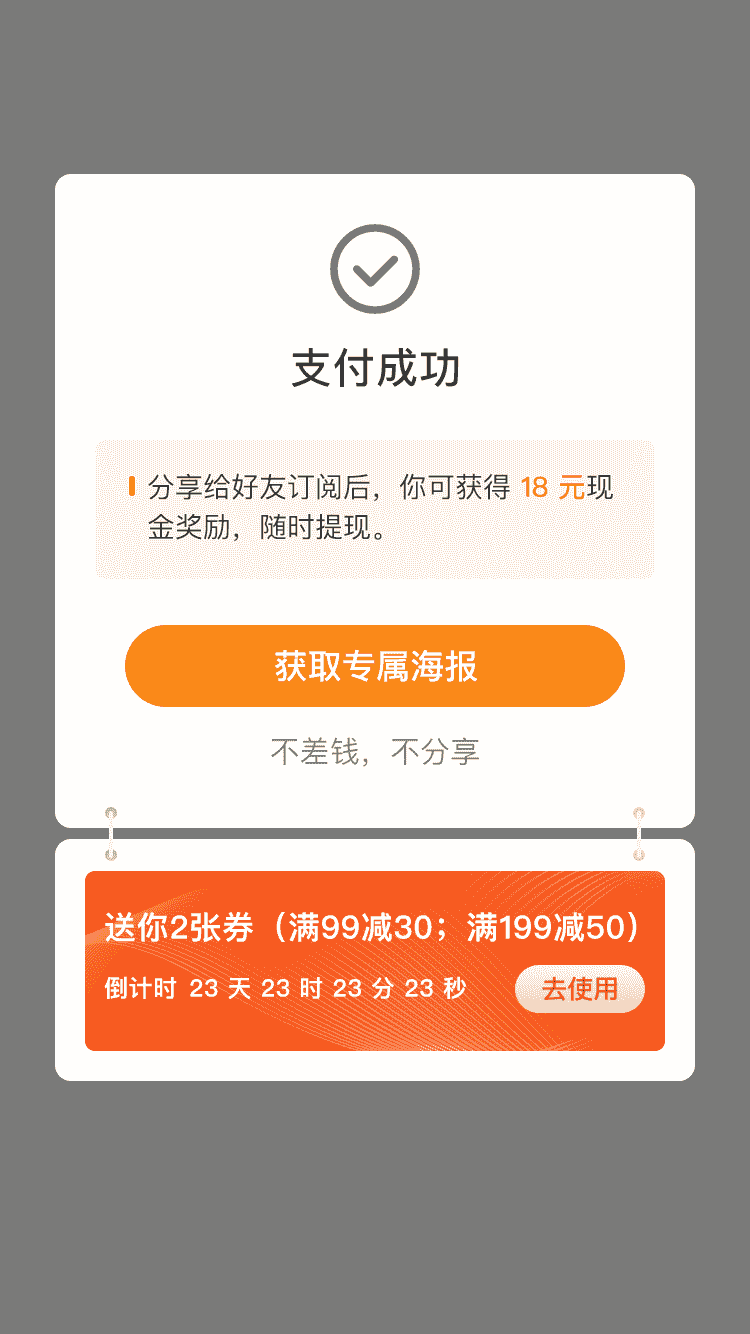 支付成功
分享给好友订阅后，你可获得 18 元现
金奖励，随时提现。
获取专属海报
不差钱，不分享
送你2张券（满99减30；满199减50）
倒计时 23 天 23 时 23 分 23 秒
去使用